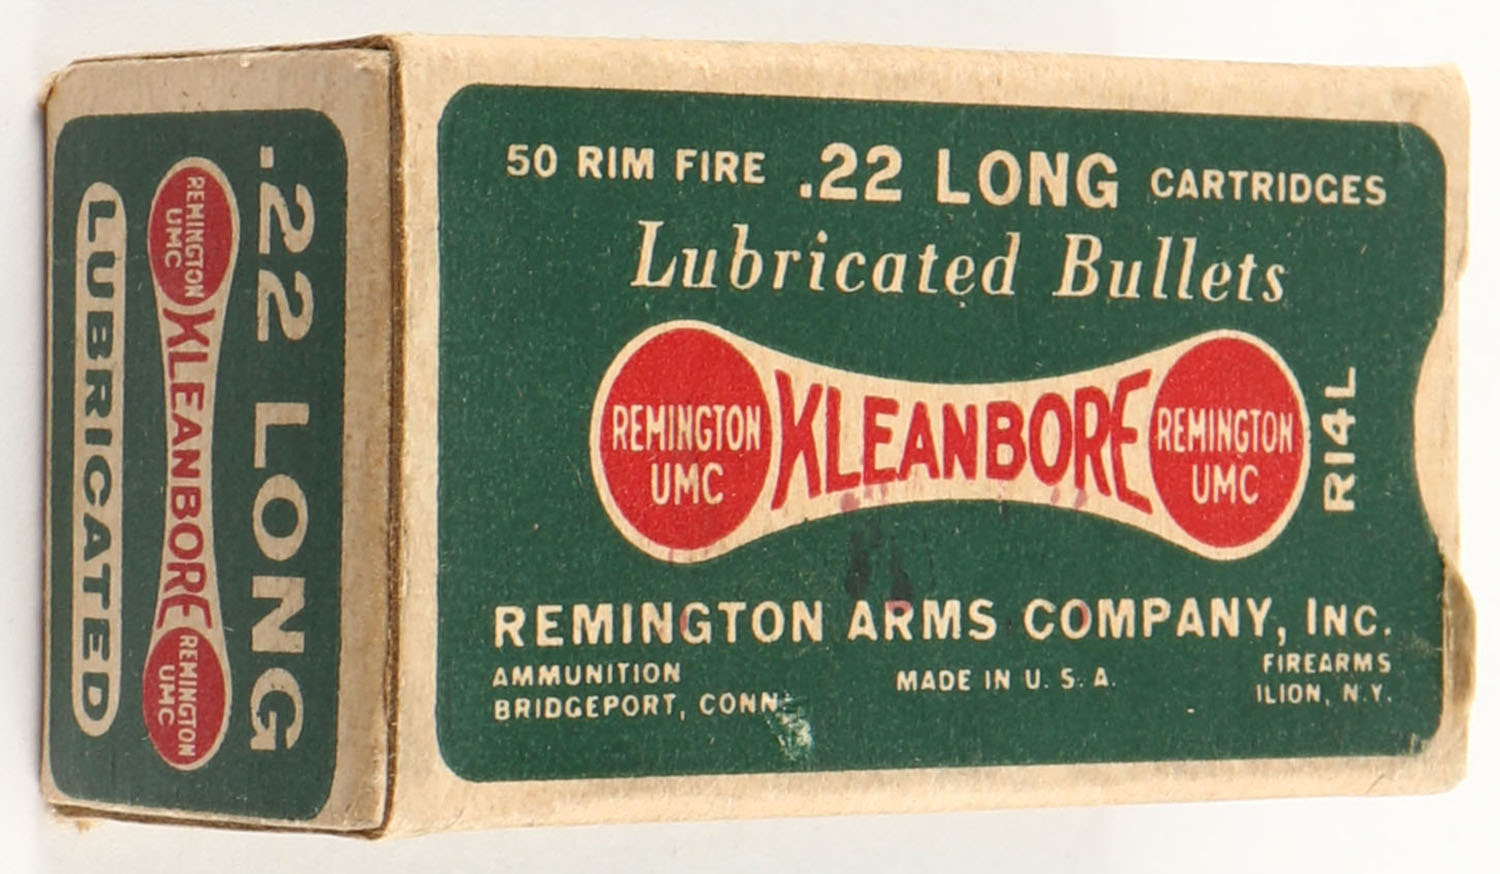 50 RIM FIRE .22 LONG CARTRIDGES
Lubricated Bullets
REMINGTON UMC
KLEANBORE
REMINGTON UMC
R14L
REMINGTON ARMS COMPANY, INC.
AMMUNITION
BRIDGEPORT, CONN.
MADE IN U. S. A.
FIREARMS
ILION, N.Y.
.22 LONG
REMINGTON UMC
KLEANBORE
REMINGTON UMC
LUBRICATED